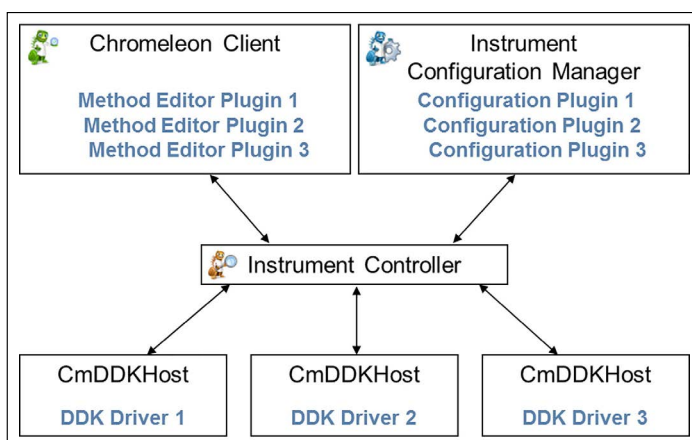 Chromeleon Client
Method Editor Plugin 1
Method Editor Plugin 2
Method Editor Plugin 3
Instrument
Configuration Manager
Configuration Plugin 1
Configuration Plugin 2
Configuration Plugin 3
Instrument Controller
CmDDKHost
DDK Driver 1
CmDDKHost
DDK Driver 2
CmDDKHost
DDK Driver 3